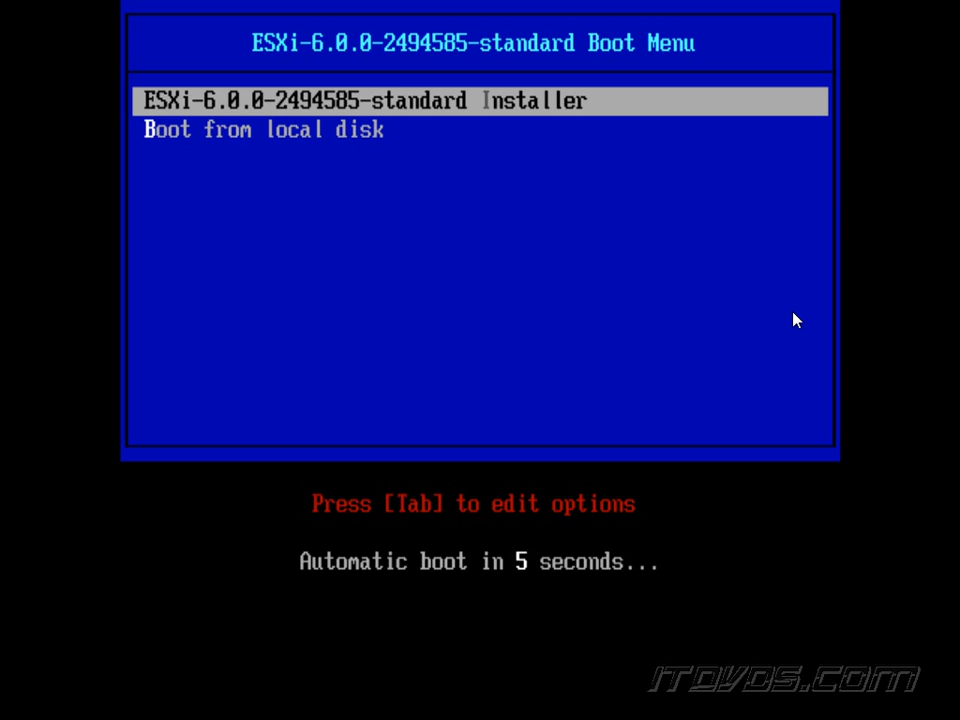 ESXi-6.0.0-2494585-standard Boot Menu
ESXi-6.0.0-2494585-standard Installer
Boot from local disk
Press [Tab] to edit options
Automatic boot in 5 seconds...
ITDVDS.COM